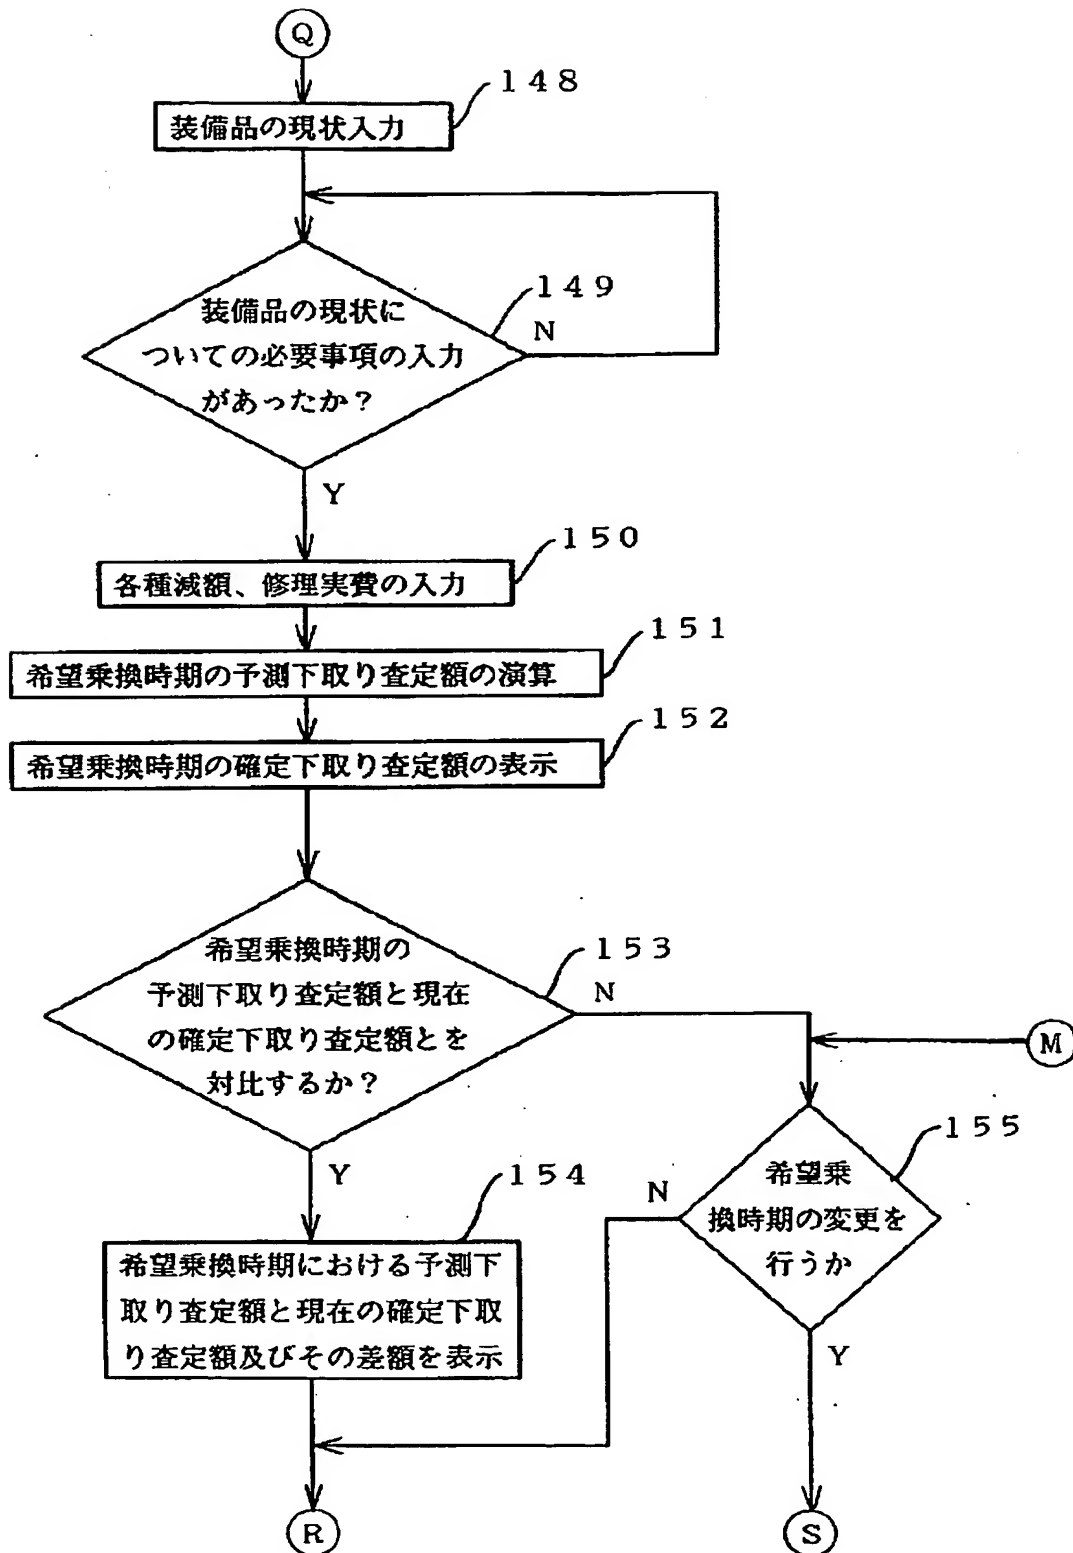 Q
148
装備品の現状入力
149
装備品の現状に
ついての必要事項の入力
があったか?
N
Y
150
各種減額、修理実費の入力
151
希望乗換時期の予測下取り査定額の演算
152
希望乗換時期の確定下取り査定額の表示
153
希望乗換時期の
予測下取り査定額と現在
の確定下取り査定額とを
対比するか?
N
M
Y
154
希望乗換時期における予測下
取り査定額と現在の確定下取
り査定額及びその差額を表示
155
希望乗
換時期の変更を
行うか
N
Y
R
S